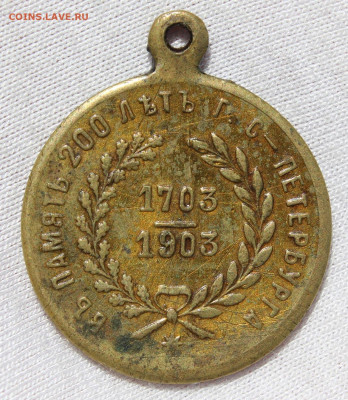 COINS.LAVE.RU
ВЪ ПАМЯТЬ 200 ЛѢТЪ Г. С-ПЕТЕРБУРГА
1703
1903